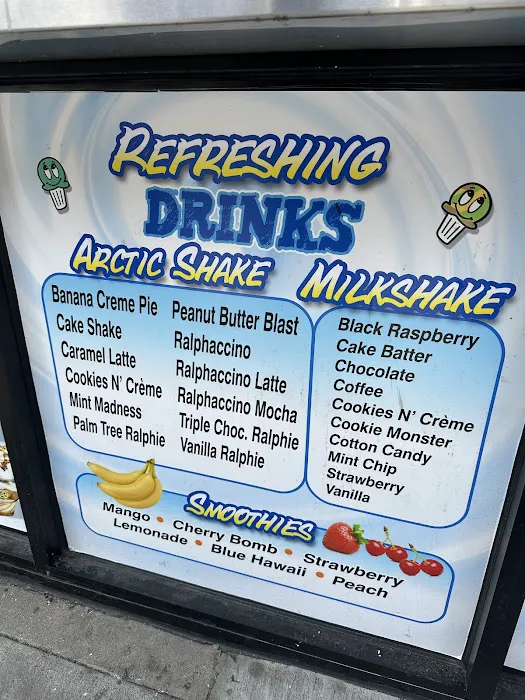 REFRESHING
DRINKS
ARCTIC SHAKE
Banana Creme Pie
Cake Shake
Caramel Latte
Cookies N' Crème
Mint Madness
Palm Tree Ralphie
Peanut Butter Blast
Ralphaccino
Ralphaccino Latte
Ralphaccino Mocha
Triple Choc. Ralphie
Vanilla Ralphie
MILKSHAKE
Black Raspberry
Cake Batter
Chocolate
Coffee
Cookies N' Crème
Cookie Monster
Cotton Candy
Mint Chip
Strawberry
Vanilla
SMOOTHIES
Mango • Cherry Bomb • Strawberry
Lemonade • Blue Hawaii • Peach